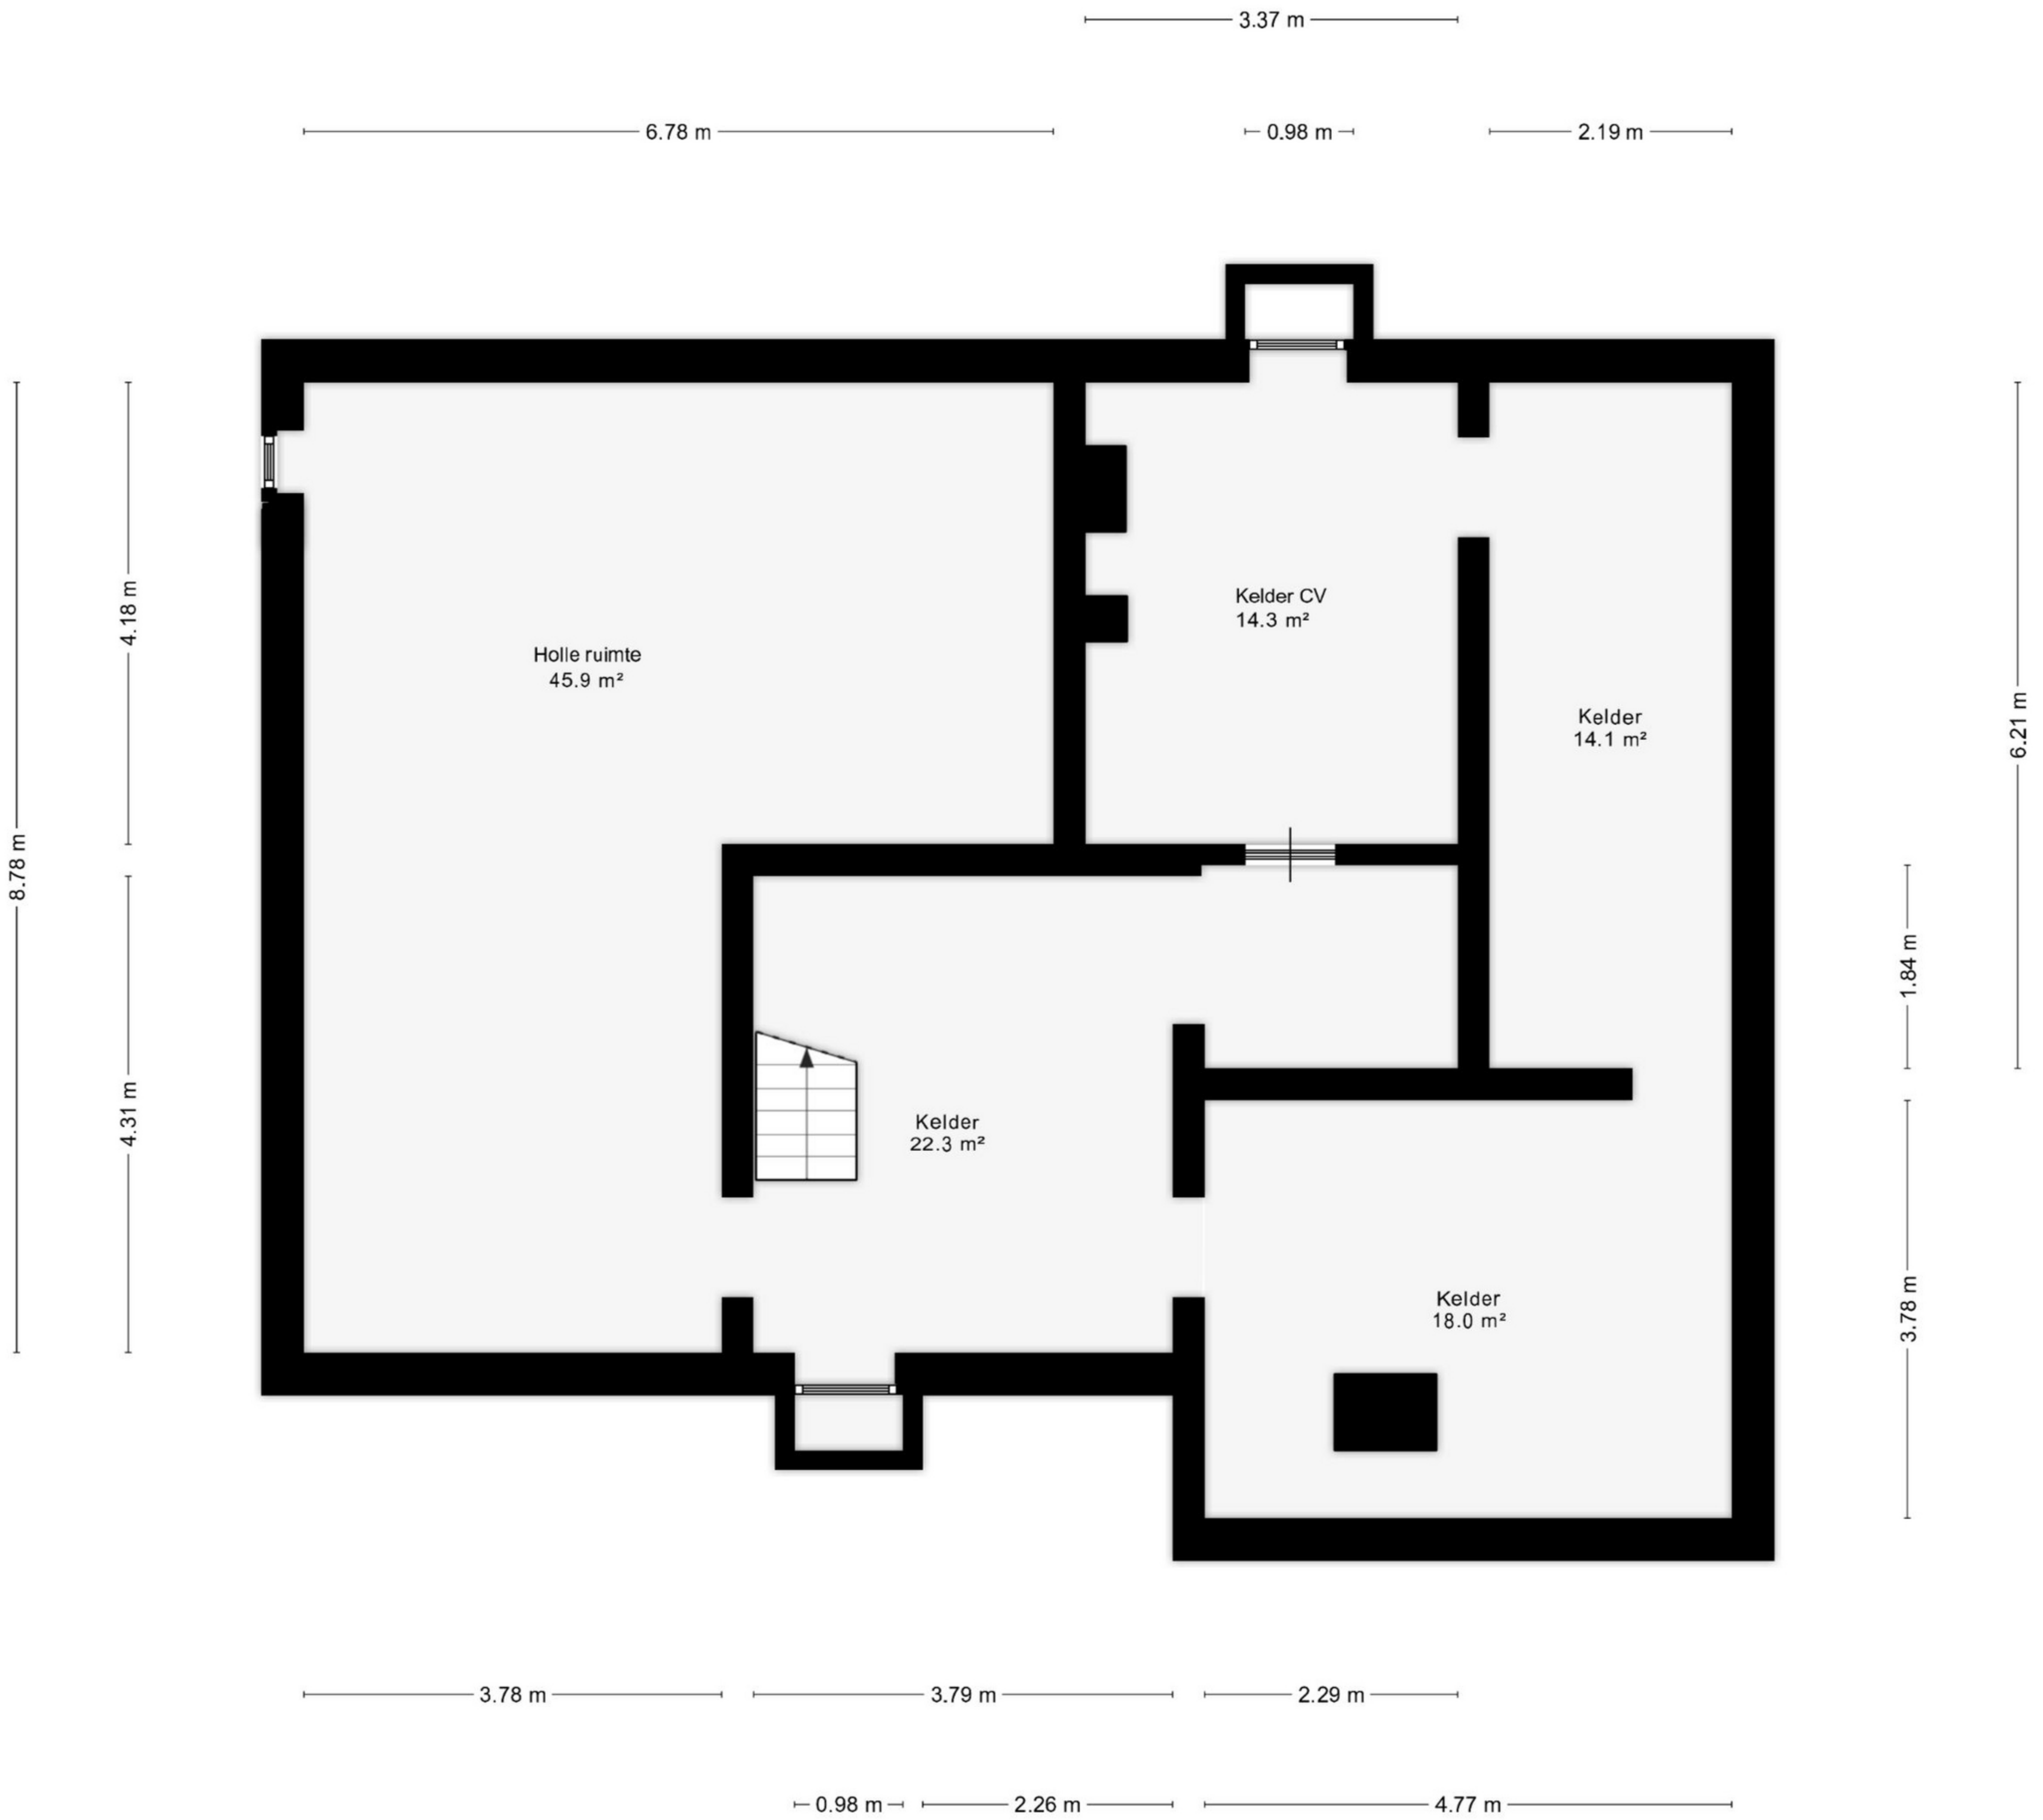 3.37 m
6.78 m
0.98 m
2.19 m
4.18 m
8.78 m
4.31 m
Holle ruimte
45.9 m²
Kelder CV
14.3 m²
Kelder
14.1 m²
6.21 m
1.84 m
3.78 m
Kelder
22.3 m²
Kelder
18.0 m²
3.78 m
3.79 m
2.29 m
0.98 m
2.26 m
4.77 m